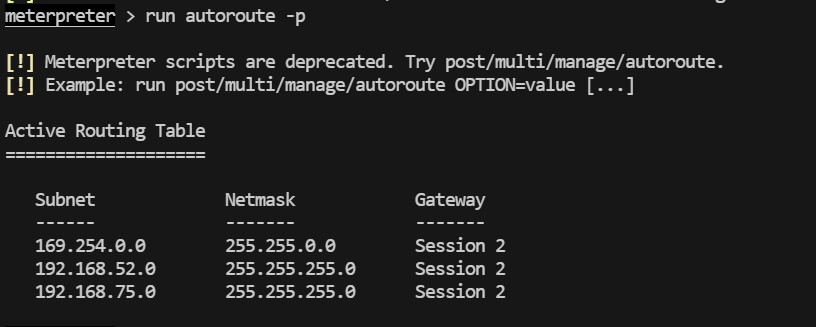 meterpreter > run autoroute -p
[!] Meterpreter scripts are deprecated. Try post/multi/manage/autoroute.
[!] Example: run post/multi/manage/autoroute OPTION=value [...]
Active Routing Table
====================
Subnet Netmask Gateway
------ ------- -------
169.254.0.0 255.255.0.0 Session 2
192.168.52.0 255.255.255.0 Session 2
192.168.75.0 255.255.255.0 Session 2